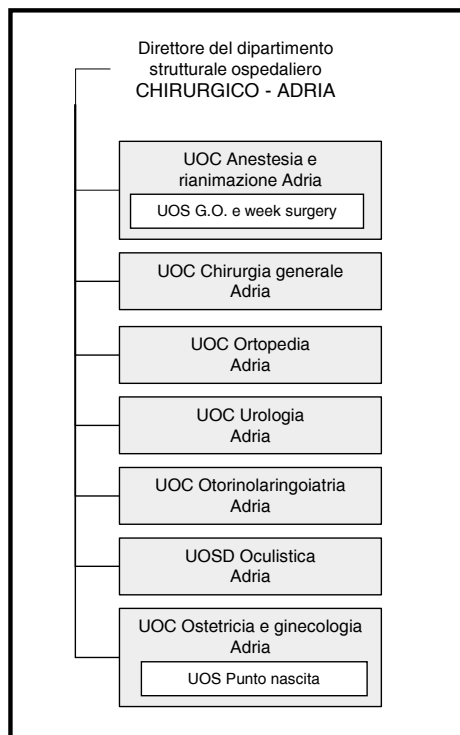 Direttore del dipartimento
strutturale ospedaliero
CHIRURGICO - ADRIA
UOC Anestesia e
rianimazione Adria
UOS G.O. e week surgery
UOC Chirurgia generale
Adria
UOC Ortopedia
Adria
UOC Urologia
Adria
UOC Otorinolaringoiatria
Adria
UOSD Oculistica
Adria
UOC Ostetricia e ginecologia
Adria
UOS Punto nascita